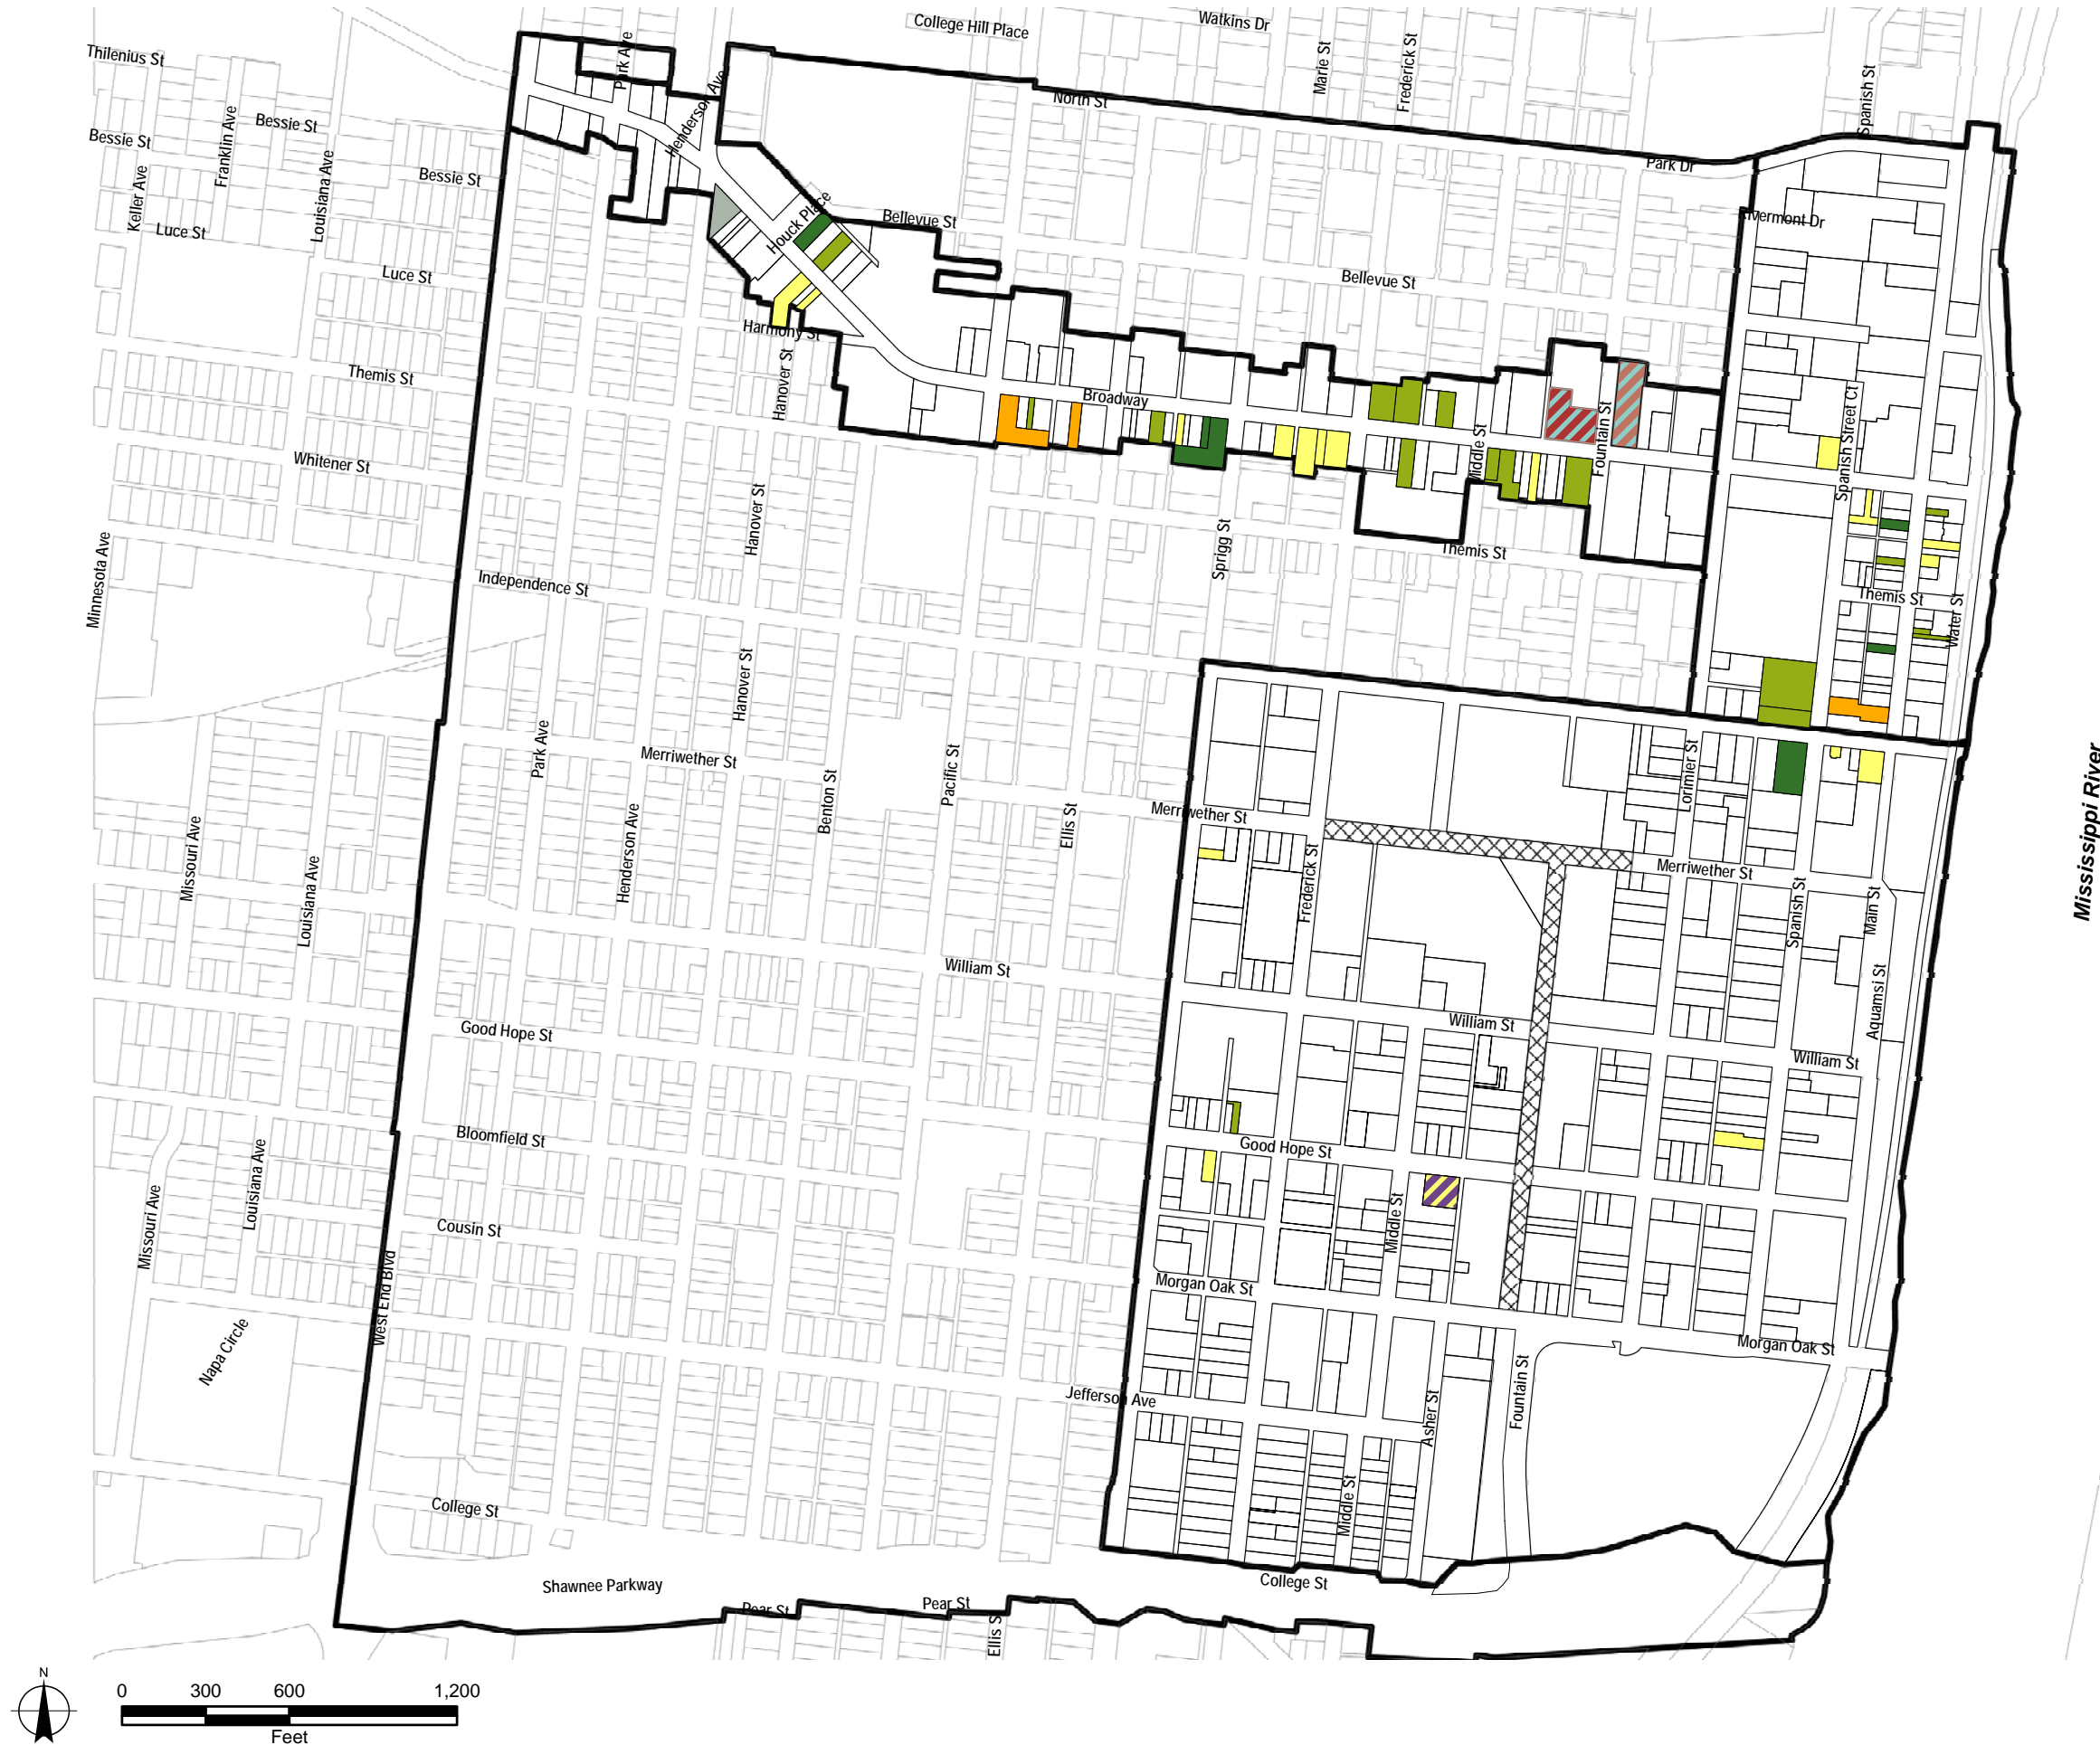 College Hill Place
Watkins Dr
Thilenius St
Park Ave
Marie St
Frederick St
Spanish St
Henderson Ave
North St
Bessie St
Bessie St
Franklin Ave
Louisiana Ave
Keller Ave
Bessie St
Park Dr
Luce St
Houck Place
Bellevue St
Rivermont Dr
Luce St
Bellevue St
Harmony St
Themis St
Hanover St
Broadway
Fountain St
Spanish Street Ct
Middle St
Whitener St
Hanover St
Sprigg St
Themis St
Minnesota Ave
Independence St
Themis St
Water St
Hanover St
Park Ave
Merriwether St
Pacific St
Benton St
Lorimier St
Mississippi River
Ellis St
Merriwether St
Missouri Ave
Louisiana Ave
Henderson Ave
Frederick St
Merriwether St
Spanish St
Main St
William St
Aquamsi St
Good Hope St
William St
William St
Bloomfield St
Good Hope St
Louisiana Ave
Missouri Ave
Cousin St
Middle St
West End Blvd
Morgan Oak St
Napa Circle
Morgan Oak St
Jefferson Ave
Asher St
Fountain St
College St
Middle St
Shawnee Parkway
College St
Pear St
Pear St
Ellis St
N
0 300 600 1,200
Feet